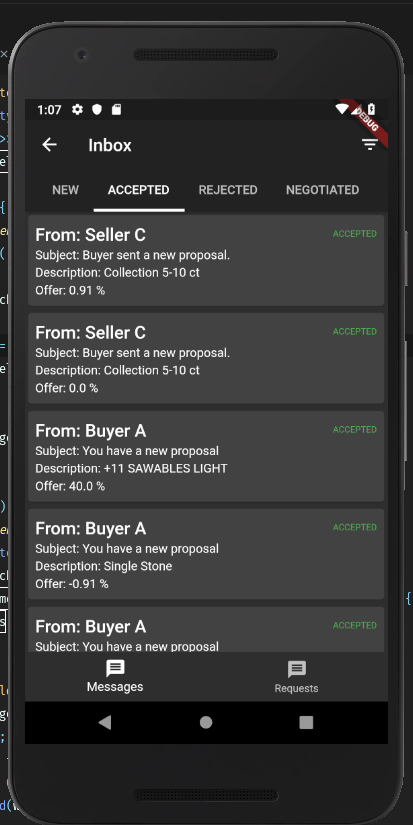 1:07
DEBUG
Inbox
NEW ACCEPTED REJECTED NEGOTIATED
From: Seller C
ACCEPTED
Subject: Buyer sent a new proposal.
Description: Collection 5-10 ct
Offer: 0.91 %
From: Seller C
ACCEPTED
Subject: Buyer sent a new proposal.
Description: Collection 5-10 ct
Offer: 0.0 %
From: Buyer A
ACCEPTED
Subject: You have a new proposal
Description: +11 SAWABLES LIGHT
Offer: 40.0 %
From: Buyer A
ACCEPTED
Subject: You have a new proposal
Description: Single Stone
Offer: -0.91 %
From: Buyer A
ACCEPTED
Subject: You have a new proposal
Messages Requests